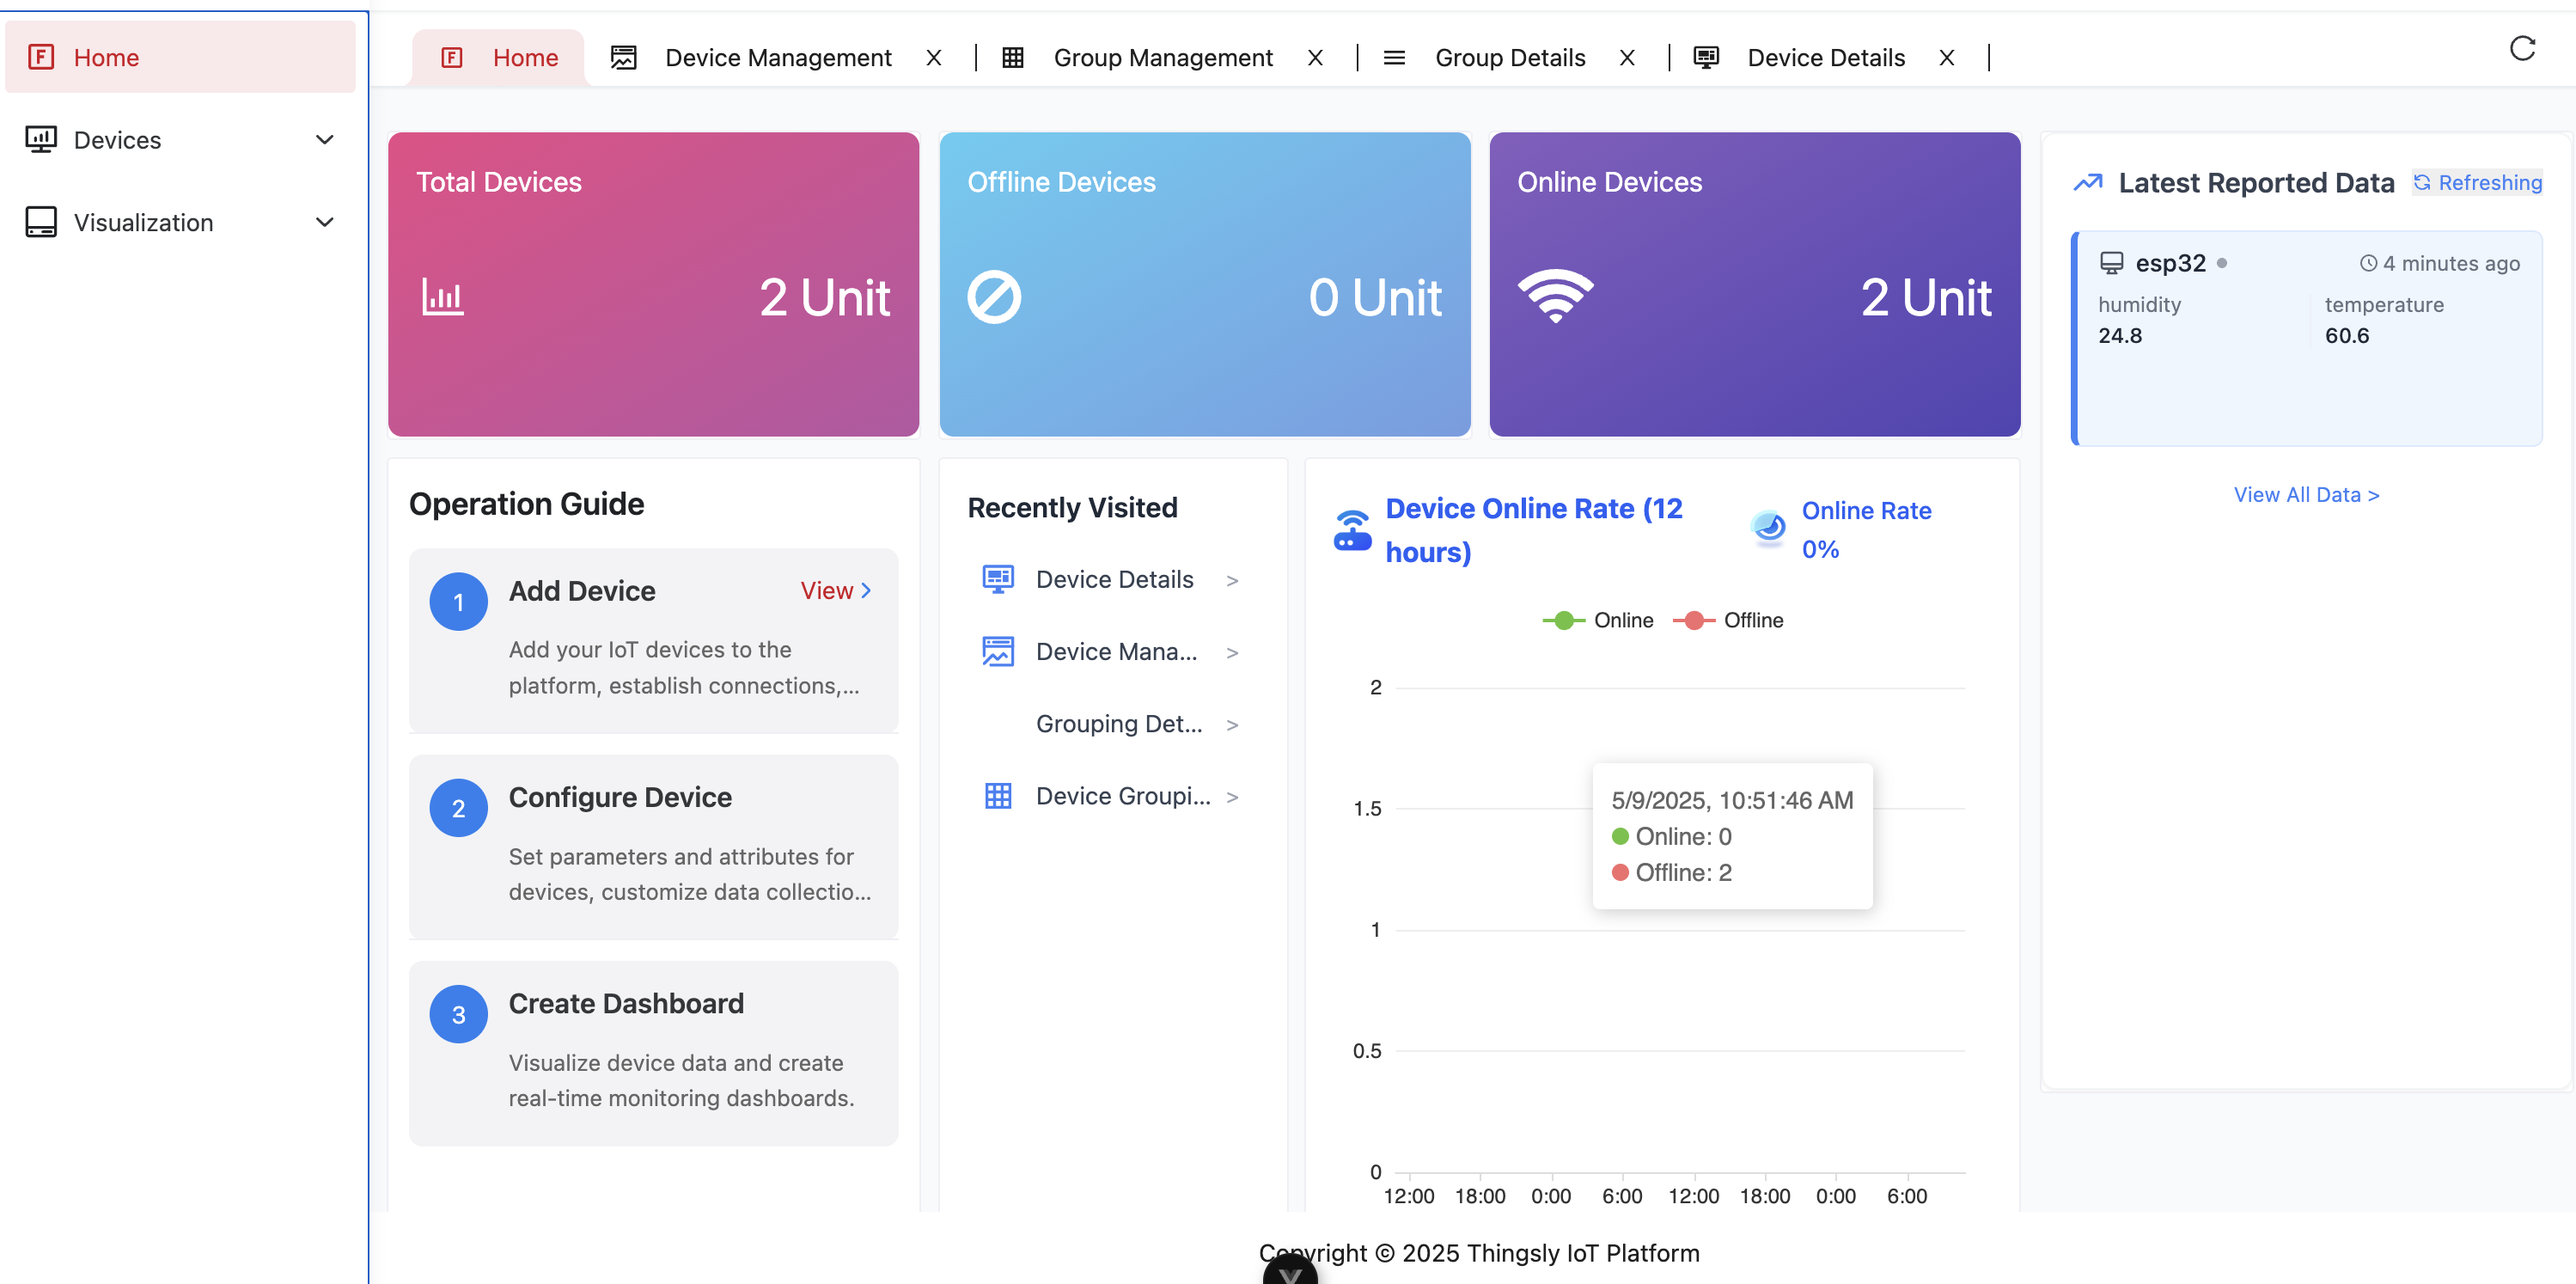 Home
Devices
Visualization
Home
Device Management X
Group Management X
Group Details X
Device Details X
Total Devices
2 Unit
Offline Devices
0 Unit
Online Devices
2 Unit
Latest Reported Data Refreshing
esp32 4 minutes ago
humidity temperature
24.8 60.6
View All Data >
Operation Guide
1 Add Device View >
Add your IoT devices to the
platform, establish connections,...
2 Configure Device
Set parameters and attributes for
devices, customize data collectio...
3 Create Dashboard
Visualize device data and create
real-time monitoring dashboards.
Recently Visited
Device Details >
Device Mana... >
Grouping Det... >
Device Groupi... >
Device Online Rate (12
hours)
Online Rate
0%
Online Offline
2
1.5
1
0.5
0
5/9/2025, 10:51:46 AM
Online: 0
Offline: 2
12:00 18:00 0:00 6:00 12:00 18:00 0:00 6:00
Copyright © 2025 Thingsly IoT Platform